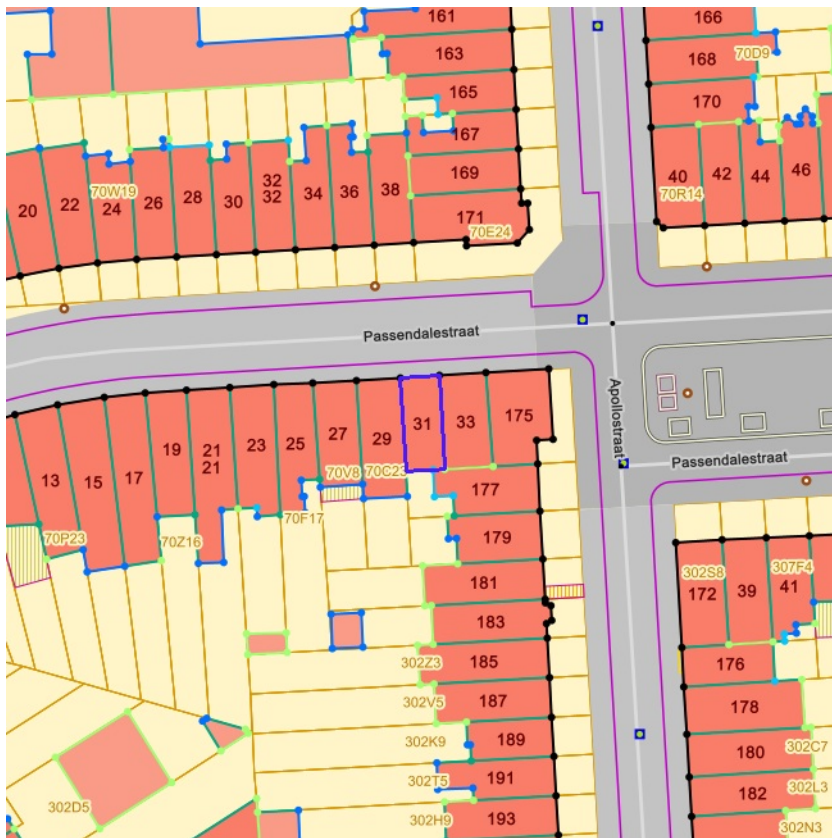 161
166
163
168
70D9
165
170
167
169
171
70E24
20
22
70W19
24
26
28
30
32
32
34
36
38
40
70R14
42
44
46
Passendalestraat
Apollostraat
Passendalestraat
13
15
17
19
21
21
23
25
27
29
31
33
175
70V8
70C23
70F17
70P23
70Z16
177
179
181
183
185
187
189
191
193
302Z3
302V5
302K9
302T5
302H9
302D5
302S8
172
39
307F4
41
176
178
180
302C7
182
302L3
302N3